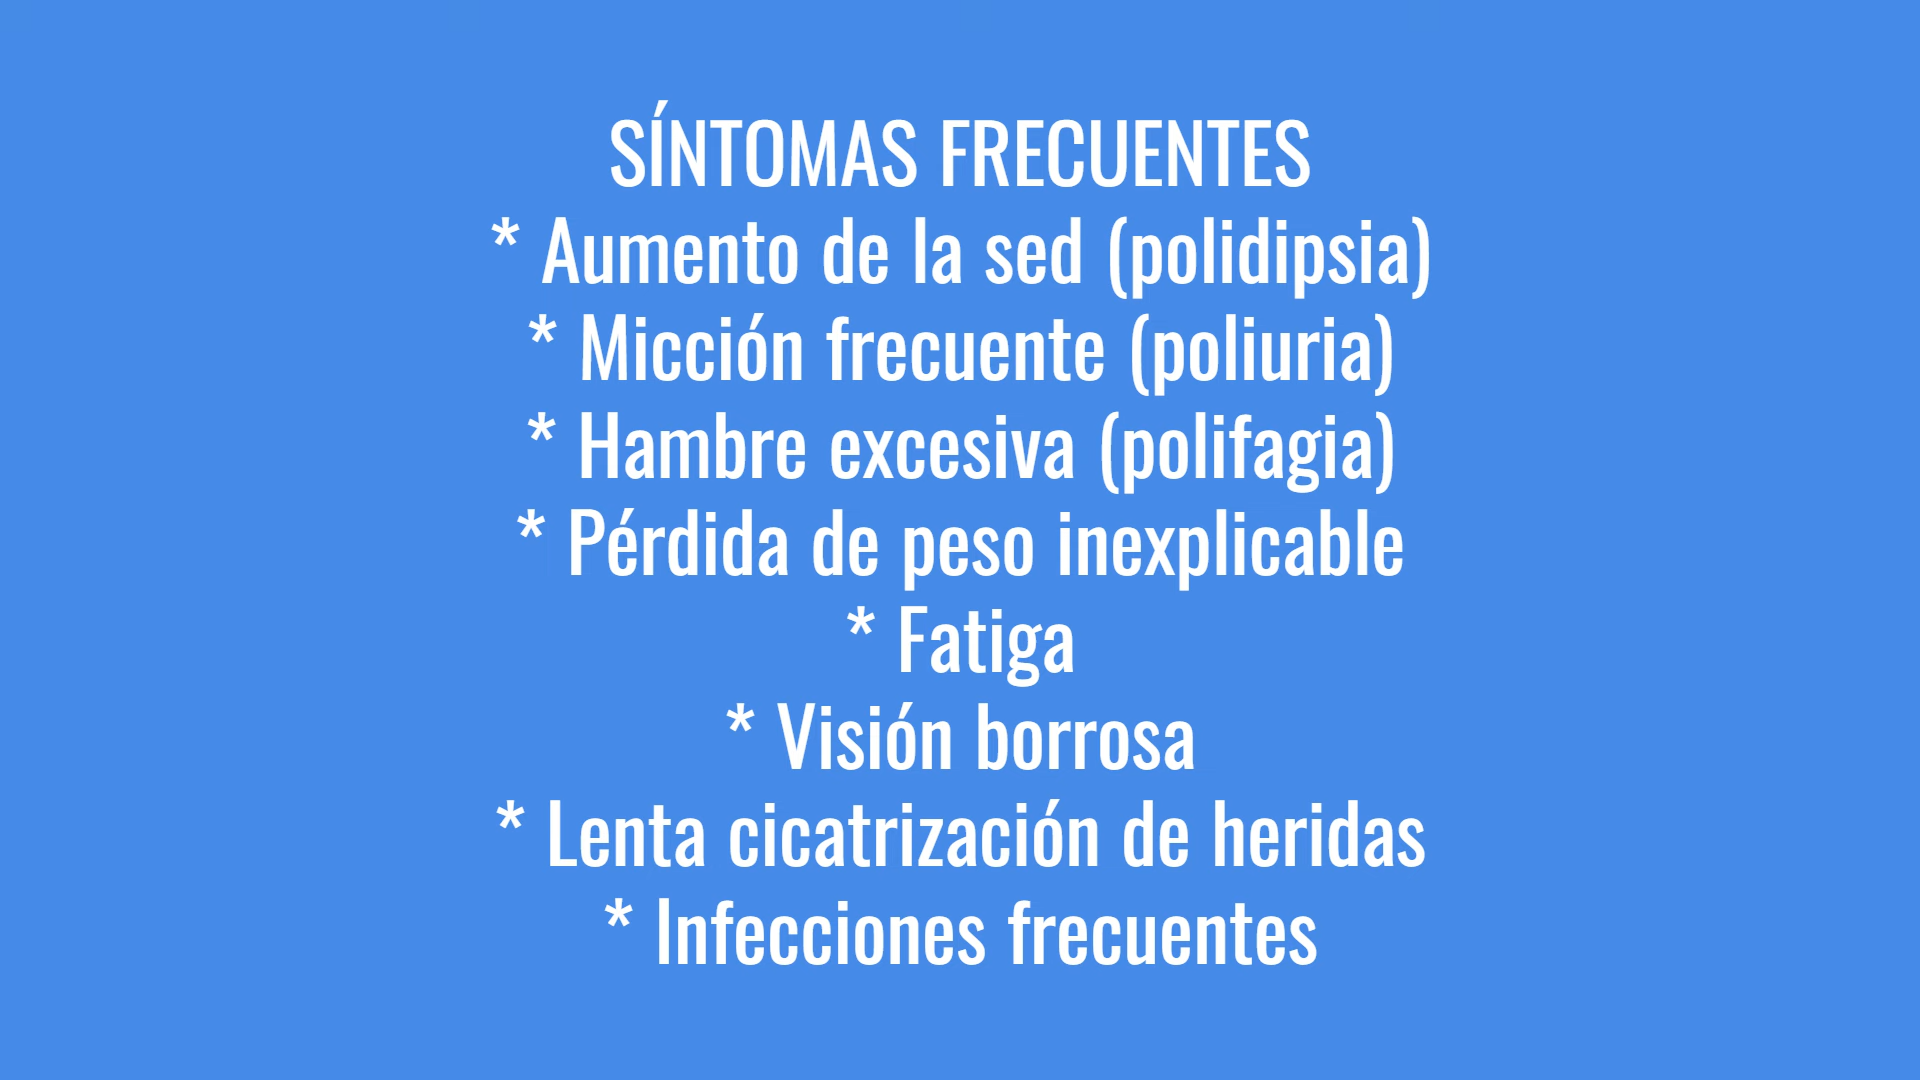 SÍNTOMAS FRECUENTES
* Aumento de la sed (polidipsia)
* Micción frecuente (poliuria)
* Hambre excesiva (polifagia)
* Pérdida de peso inexplicable
* Fatiga
* Visión borrosa
* Lenta cicatrización de heridas
* Infecciones frecuentes